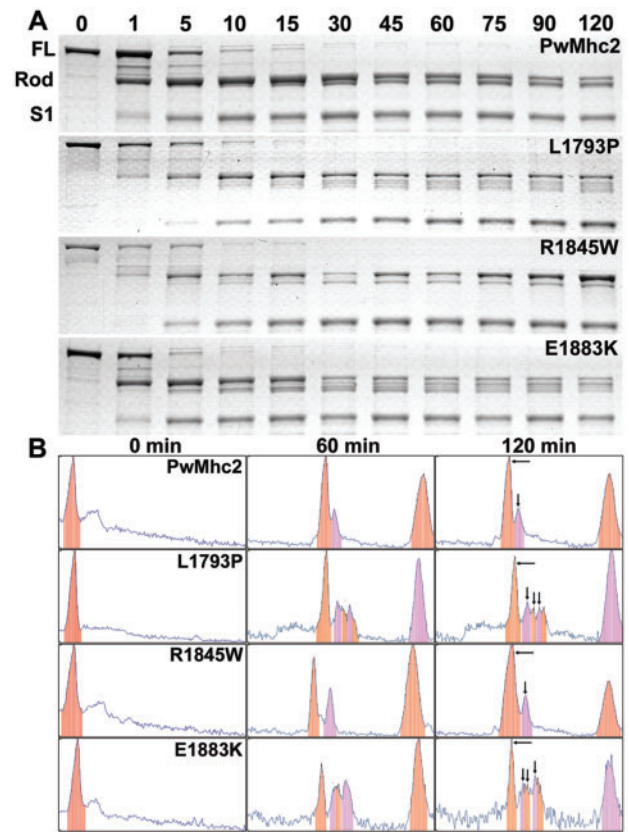 A 0 1 5 10 15 30 45 60 75 90 120
FL PwMhc2
Rod
S1
L1793P
R1845W
E1883K
B 0 min 60 min 120 min
PwMhc2
L1793P
R1845W
E1883K